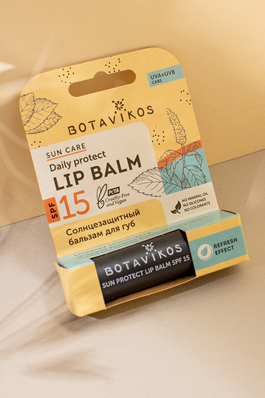 UVA+UVB
CARE
BOTAVIKOS
SUN CARE
Daily protect
LIP BALM
SPF 15
PETA
Cruelty-Free
and Vegan
Солнцезащитный
бальзам для губ
NO MINERAL OIL
NO SILICONES
NO COLORANTS
REFRESH
EFFECT
BOTAVIKOS
SUN PROTECT LIP BALM SPF 15